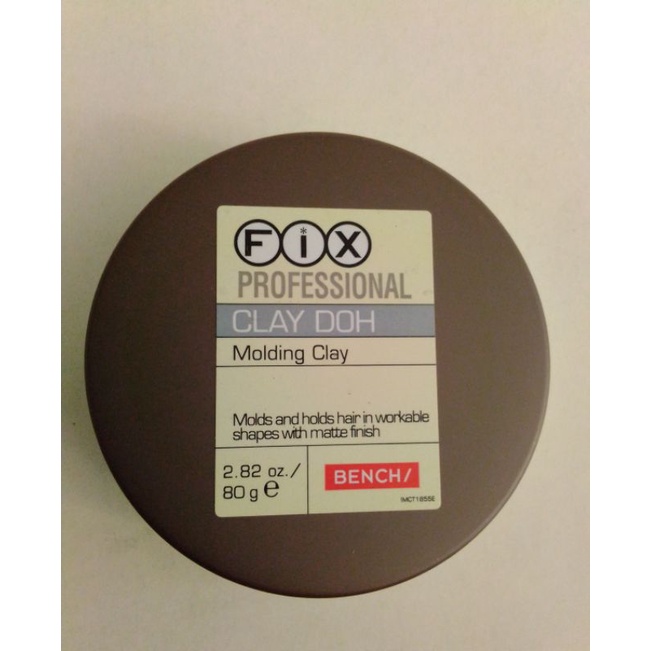 FiX
PROFESSIONAL
CLAY DOH
Molding Clay
Molds and holds hair in workable
shapes with matte finish
2.82 oz./
80 g ℮
BENCH/
IMCT1855E